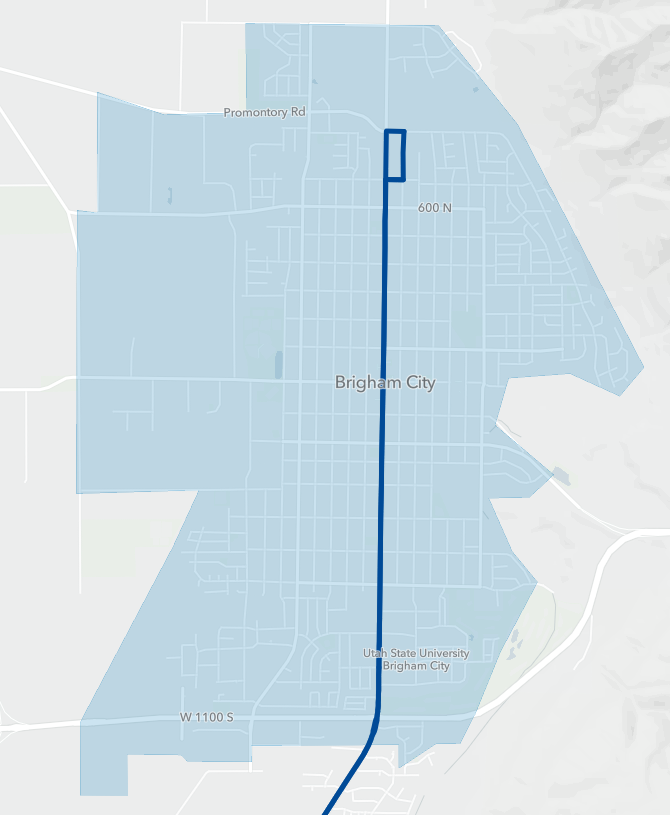 Promontory Rd
600 N
Brigham City
Utah State University
Brigham City
W 1100 S